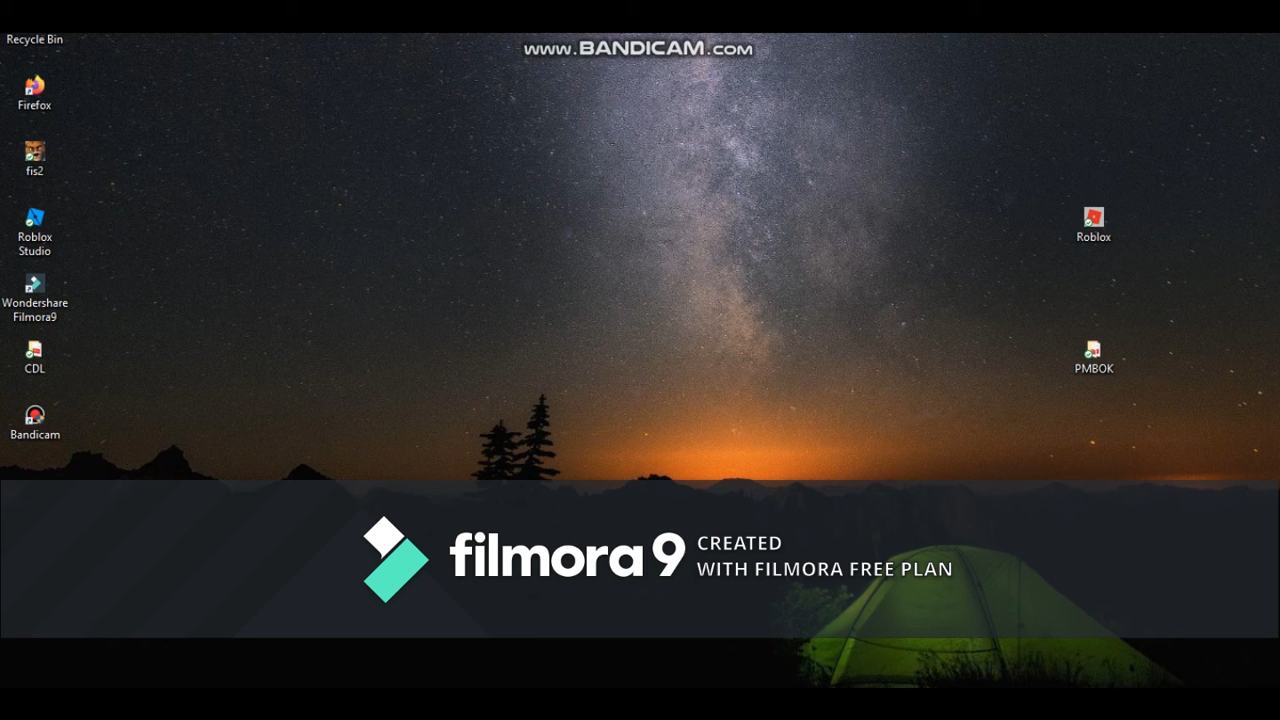 Recycle Bin
www.BANDICAM.com
Firefox
fis2
Roblox
Studio
Roblox
Wondershare
Filmora9
CDL
PMBOK
Bandicam
filmora 9
CREATED
WITH FILMORA FREE PLAN